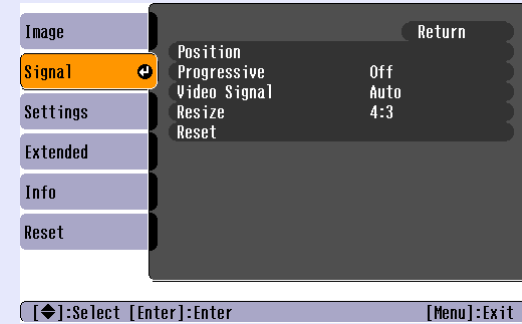 Image
Signal
Settings
Extended
Info
Reset
Return
Position
Progressive Off
Video Signal Auto
Resize 4:3
Reset
[◆]:Select [Enter]:Enter [Menu]:Exit